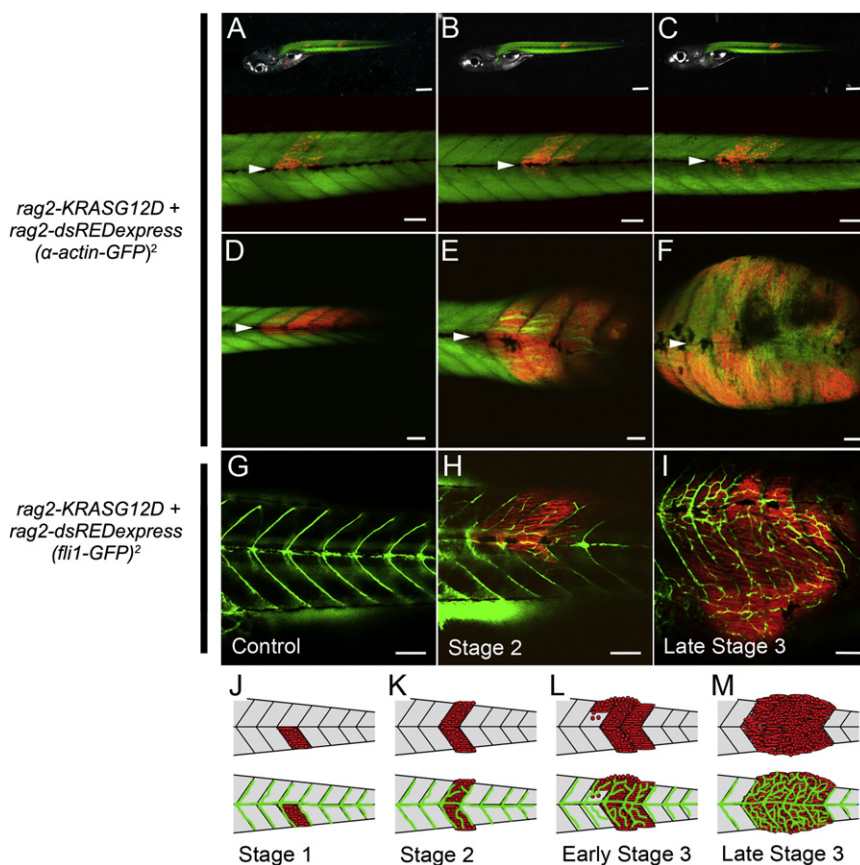 A B C
rag2-KRASG12D +
rag2-dsREDexpress
(α-actin-GFP)²
D E F
G H I
rag2-KRASG12D +
rag2-dsREDexpress
(fli1-GFP)²
Control Stage 2 Late Stage 3
J K L M
Stage 1 Stage 2 Early Stage 3 Late Stage 3